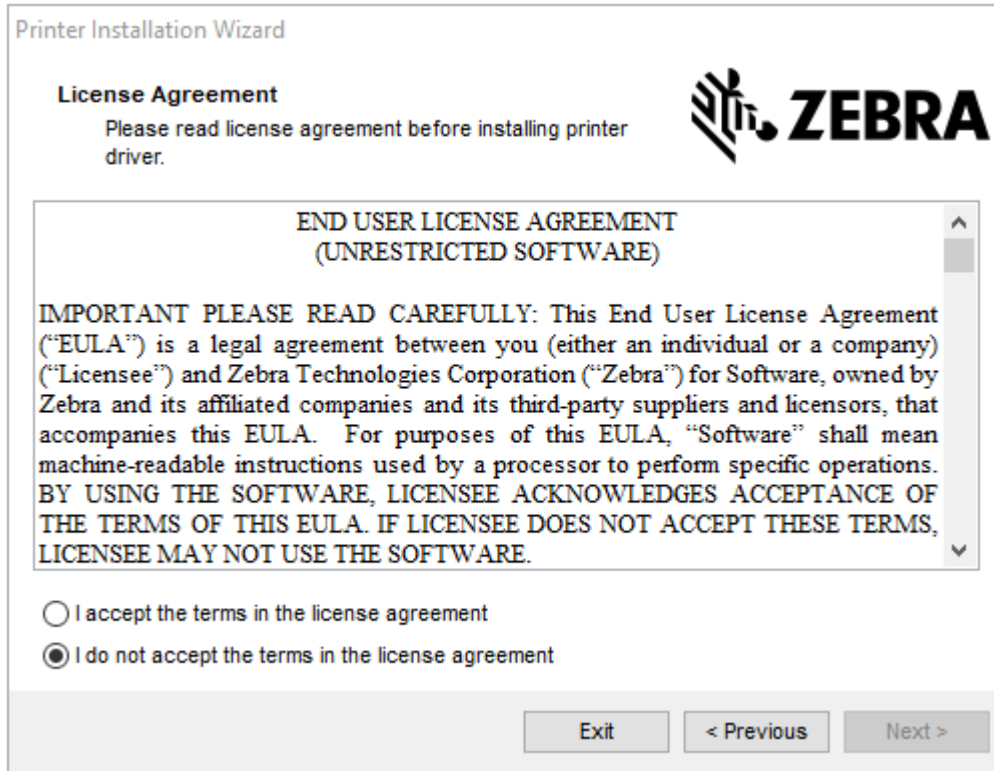 Printer Installation Wizard
License Agreement
Please read license agreement before installing printer
driver.
ZEBRA
END USER LICENSE AGREEMENT
(UNRESTRICTED SOFTWARE)
IMPORTANT PLEASE READ CAREFULLY: This End User License Agreement
(“EULA”) is a legal agreement between you (either an individual or a company)
(“Licensee”) and Zebra Technologies Corporation (“Zebra”) for Software, owned by
Zebra and its affiliated companies and its third-party suppliers and licensors, that
accompanies this EULA. For purposes of this EULA, “Software” shall mean
machine-readable instructions used by a processor to perform specific operations.
BY USING THE SOFTWARE, LICENSEE ACKNOWLEDGES ACCEPTANCE OF
THE TERMS OF THIS EULA. IF LICENSEE DOES NOT ACCEPT THESE TERMS,
LICENSEE MAY NOT USE THE SOFTWARE.
I accept the terms in the license agreement
I do not accept the terms in the license agreement
Exit
< Previous
Next >